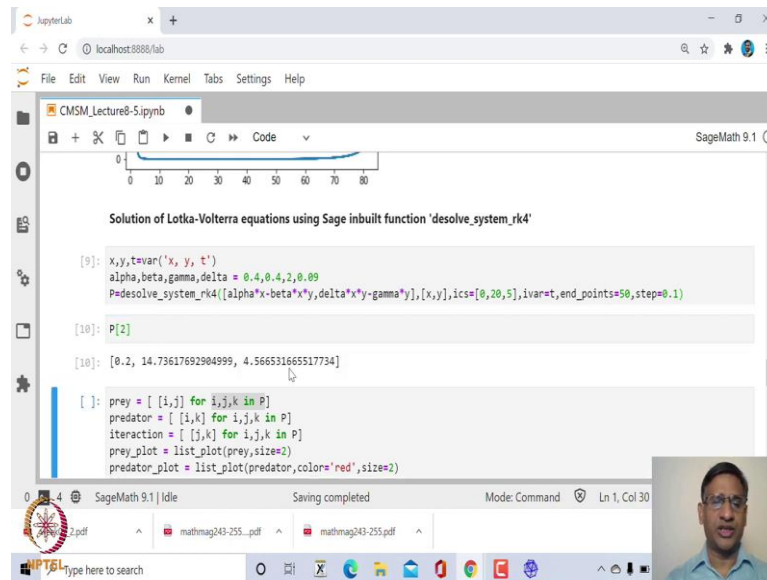 JupyterLab
localhost:8888/lab
File Edit View Run Kernel Tabs Settings Help
CMSM_Lecture8-5.ipynb
Code
SageMath 9.1
0
0 10 20 30 40 50 60 70 80
Solution of Lotka-Volterra equations using Sage inbuilt function 'desolve_system_rk4'
[9]: x,y,t=var('x, y, t')
alpha,beta,gamma,delta = 0.4,0.4,2,0.09
P=desolve_system_rk4([alpha*x-beta*x*y,delta*x*y-gamma*y],[x,y],ics=[0,20,5],ivar=t,end_points=50,step=0.1)
[10]: P[2]
[10]: [0.2, 14.73617692904999, 4.566531665517734]
[ ]: prey = [ [i,j] for i,j,k in P]
predator = [ [i,k] for i,j,k in P]
iteraction = [ [j,k] for i,j,k in P]
prey_plot = list_plot(prey,size=2)
predator_plot = list_plot(predator,color='red',size=2)
0 4 SageMath 9.1 | Idle Saving completed Mode: Command Ln 1, Col 30
2.pdf mathmag243-255....pdf mathmag243-255.pdf
NPTEL Type here to search